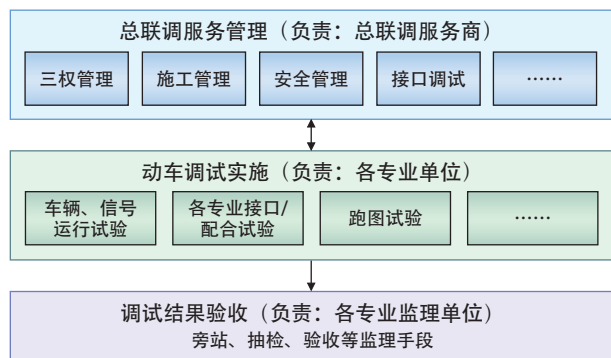 总联调服务管理（负责：总联调服务商）
三权管理
施工管理
安全管理
接口调试
……
动车调试实施（负责：各专业单位）
车辆、信号
运行试验
各专业接口/
配合试验
跑图试验
……
调试结果验收（负责：各专业监理单位）
旁站、抽检、验收等监理手段